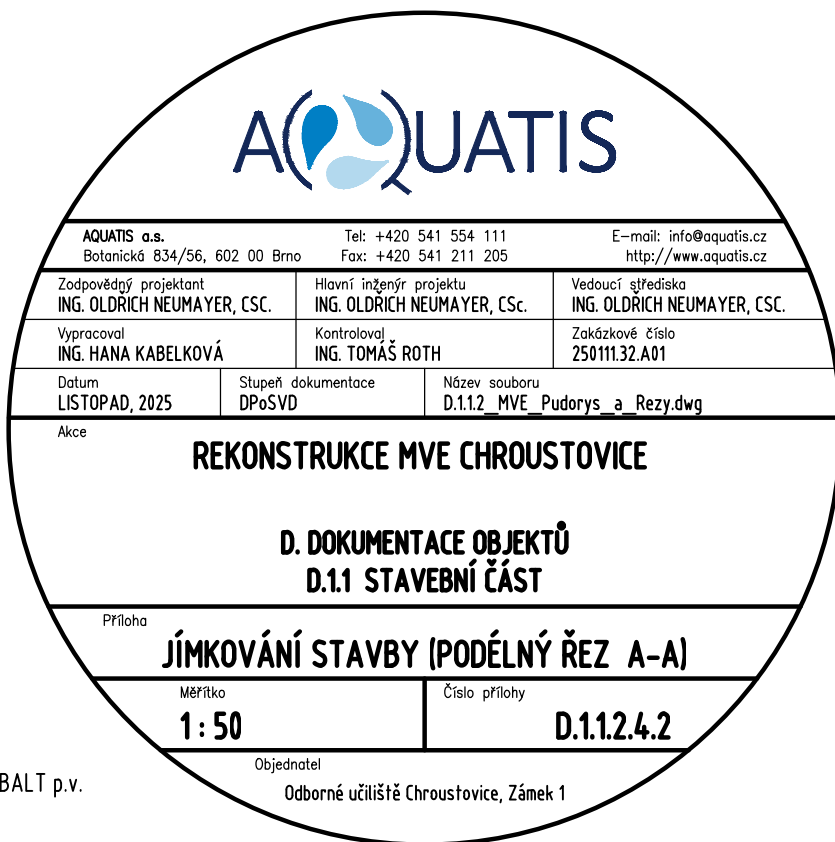 AQUATIS
AQUATIS a.s. Tel: +420 541 554 111 E-mail: info@aquatis.cz
Botanická 834/56, 602 00 Brno Fax: +420 541 211 205 http://www.aquatis.cz
Zodpovědný projektant Hlavní inženýr projektu Vedoucí střediska
ING. OLDŘICH NEUMAYER, CSC. ING. OLDŘICH NEUMAYER, CSc. ING. OLDŘICH NEUMAYER, CSC.
Vypracoval Kontroloval Zakázkové číslo
ING. HANA KABELKOVÁ ING. TOMÁŠ ROTH 250111.32.A01
Datum Stupeň dokumentace Název souboru
LISTOPAD, 2025 DPoSVD D.1.1.2_MVE_Pudorys_a_Rezy.dwg
Akce
REKONSTRUKCE MVE CHROUSTOVICE
D. DOKUMENTACE OBJEKTŮ
D.1.1 STAVEBNÍ ČÁST
Příloha
JÍMKOVÁNÍ STAVBY (PODÉLNÝ ŘEZ A-A)
Měřítko Číslo přílohy
1 : 50 D.1.1.2.4.2
Objednatel
BALT p.v.
Odborné učiliště Chroustovice, Zámek 1